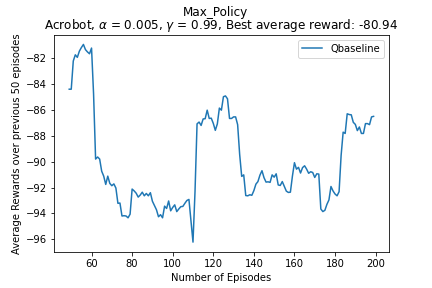 Max_Policy
Acrobot, α = 0.005, γ = 0.99, Best average reward: -80.94
Qbaseline
Average Rewards over previous 50 episodes
−82
−84
−86
−88
−90
−92
−94
−96
60 80 100 120 140 160 180 200
Number of Episodes